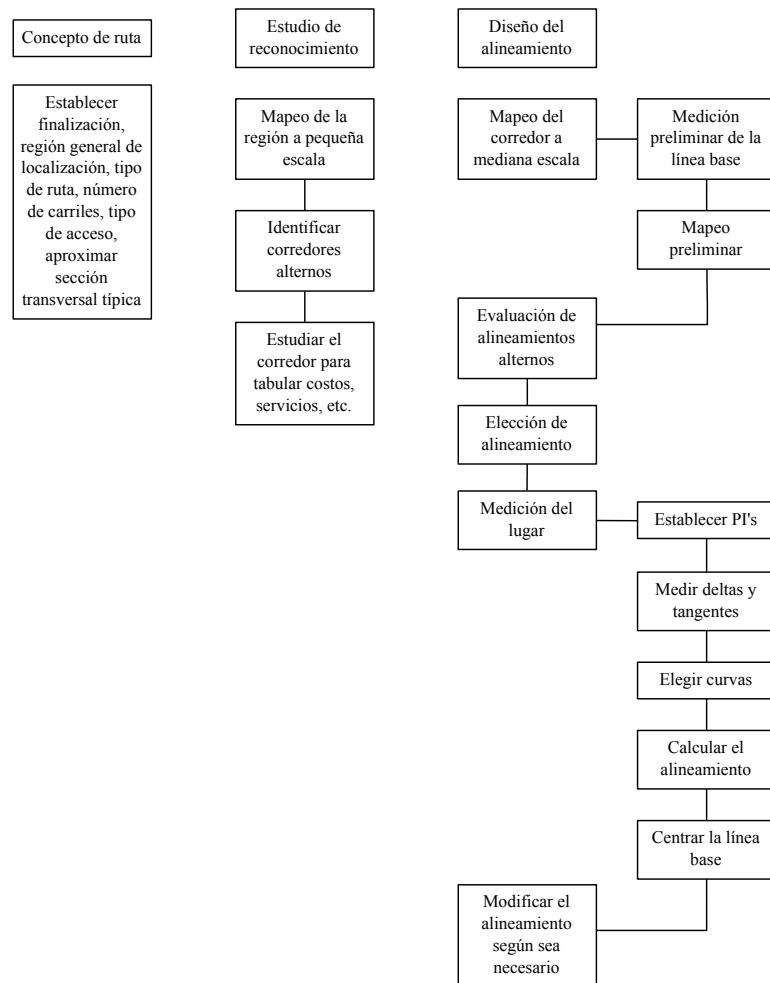 Concepto de ruta
Estudio de
reconocimiento
Diseño del
alineamiento
Establecer
finalización,
región general de
localización, tipo
de ruta, número
de carriles, tipo
de acceso,
aproximar
sección
transversal típica
Mapeo de la
región a pequeña
escala
Identificar
corredores
alternos
Estudiar el
corredor para
tabular costos,
servicios, etc.
Mapeo del
corredor a
mediana escala
Medición
preliminar de la
línea base
Mapeo
preliminar
Evaluación de
alineamientos
alternos
Elección de
alineamiento
Medición del
lugar
Establecer PI's
Medir deltas y
tangentes
Elegir curvas
Calcular el
alineamiento
Centrar la línea
base
Modificar el
alineamiento
según sea
necesario